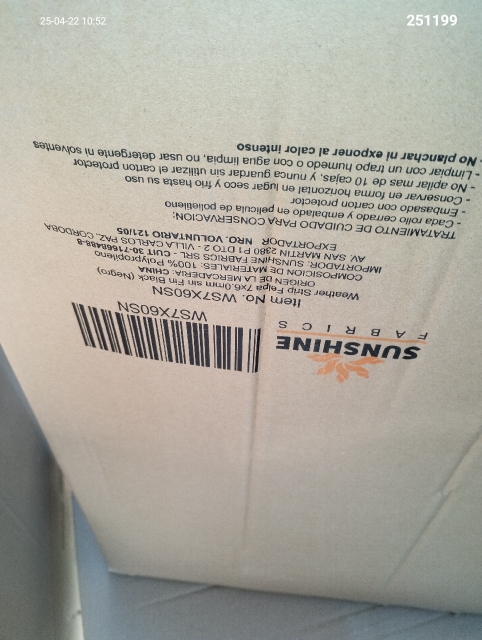 25-04-22 10:52
251199
SUNSHINE
FABRICS
WS7X60SN
Item No. WS7X60SN
Weather Strip Felpa 7x6.0mm sin Fin Black (Negro)
ORIGEN DE LA MERCADERIA: CHINA
COMPOSICION DE MATERIALES: 100% Polypropileno
IMPORTADOR: SUNSHINE FABRICS - SRL - CUIT 30-71668488-8
AV SAN MARTIN 2380 P1 DTO 2 - VILLA CARLOS PAZ, CORDOBA
EXPORTADOR NRO. VOLUNTARIO 12/05
TRATAMIENTO DE CUIDADO PARA CONSERVACION:
- Cada rollo cerrado y embalado en pelicula de polietileno
- Embasado con carton protector
- Conservar en forma horizontal en lugar seco y frio hasta su uso
- No apilar mas de 10 cajas, y nunca guardar sin utilizar el carton protector
- Limpiar con un trapo humedo o con agua limpia, no usar detergente ni solventes
- No planchar ni exponer al calor intenso